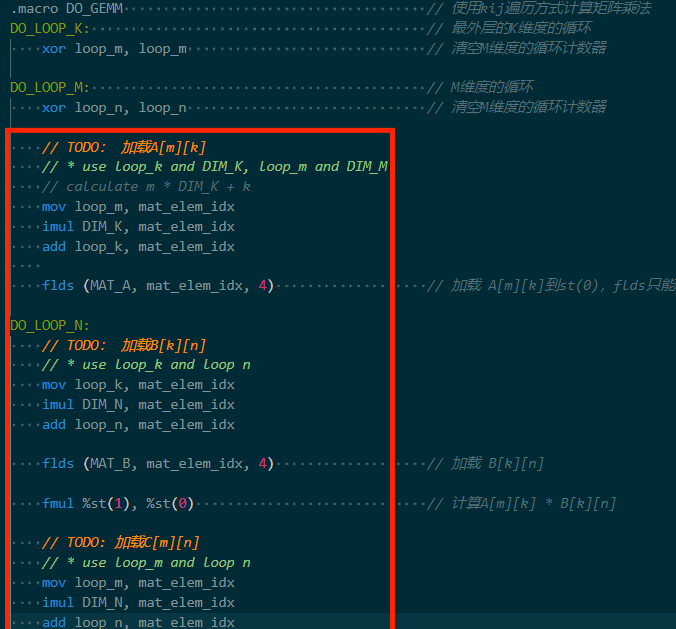 .macro DO_GEMM // 使用kij遍历方式计算矩阵乘法
DO_LOOP_K: // 最外层的K维度的循环
xor loop_m, loop_m // 清空M维度的循环计数器
DO_LOOP_M: // M维度的循环
xor loop_n, loop_n // 清空M维度的循环计数器
// TODO: 加载A[m][k]
// * use loop_k and DIM_K, loop_m and DIM_M
// calculate m * DIM_K + k
mov loop_m, mat_elem_idx
imul DIM_K, mat_elem_idx
add loop_k, mat_elem_idx
flds (MAT_A, mat_elem_idx, 4) // 加载 A[m][k]到st(0), flds只能
DO_LOOP_N:
// TODO: 加载B[k][n]
// * use loop_k and loop n
mov loop_k, mat_elem_idx
imul DIM_N, mat_elem_idx
add loop_n, mat_elem_idx
flds (MAT_B, mat_elem_idx, 4) // 加载 B[k][n]
fmul %st(1), %st(0) // 计算A[m][k] * B[k][n]
// TODO: 加载C[m][n]
// * use loop_m and loop n
mov loop_m, mat_elem_idx
imul DIM_N, mat_elem_idx
add loop_n, mat_elem_idx